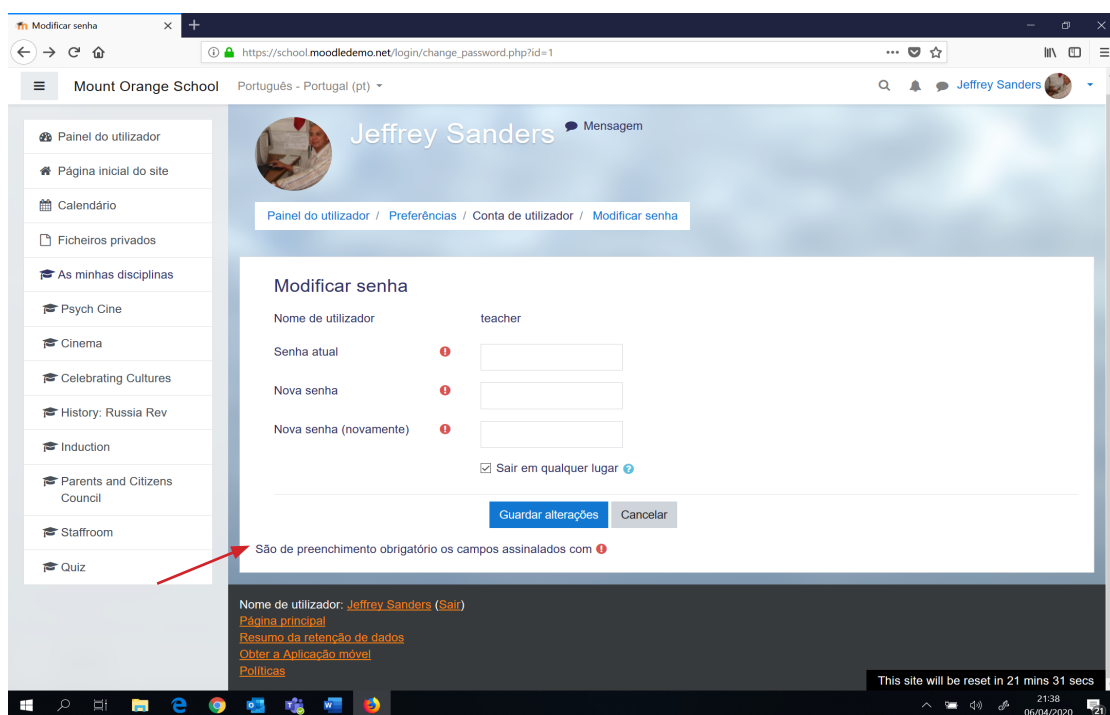 Modificar senha
https://school.moodledemo.net/login/change_password.php?id=1
Mount Orange School
Português - Portugal (pt)
Jeffrey Sanders
Painel do utilizador
Página inicial do site
Calendário
Ficheiros privados
As minhas disciplinas
Psych Cine
Cinema
Celebrating Cultures
History: Russia Rev
Induction
Parents and Citizens
Council
Staffroom
Quiz
Jeffrey Sanders
Mensagem
Painel do utilizador / Preferências / Conta de utilizador / Modificar senha
Modificar senha
Nome de utilizador teacher
Senha atual
Nova senha
Nova senha (novamente)
Sair em qualquer lugar
Guardar alterações Cancelar
São de preenchimento obrigatório os campos assinalados com
Nome de utilizador: Jeffrey Sanders (Sair)
Página principal
Resumo da retenção de dados
Obter a Aplicação móvel
Políticas
This site will be reset in 21 mins 31 secs
21:38
06/04/2020
21